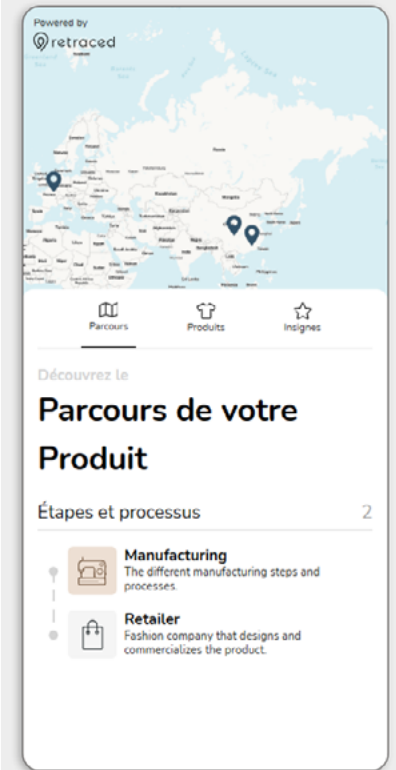 Powered by
retraced
Parcours
Produits
Insignes
Découvrez le
Parcours de votre
Produit
Étapes et processus 2
Manufacturing
The different manufacturing steps and
processes.
Retailer
Fashion company that designs and
commercializes the product.